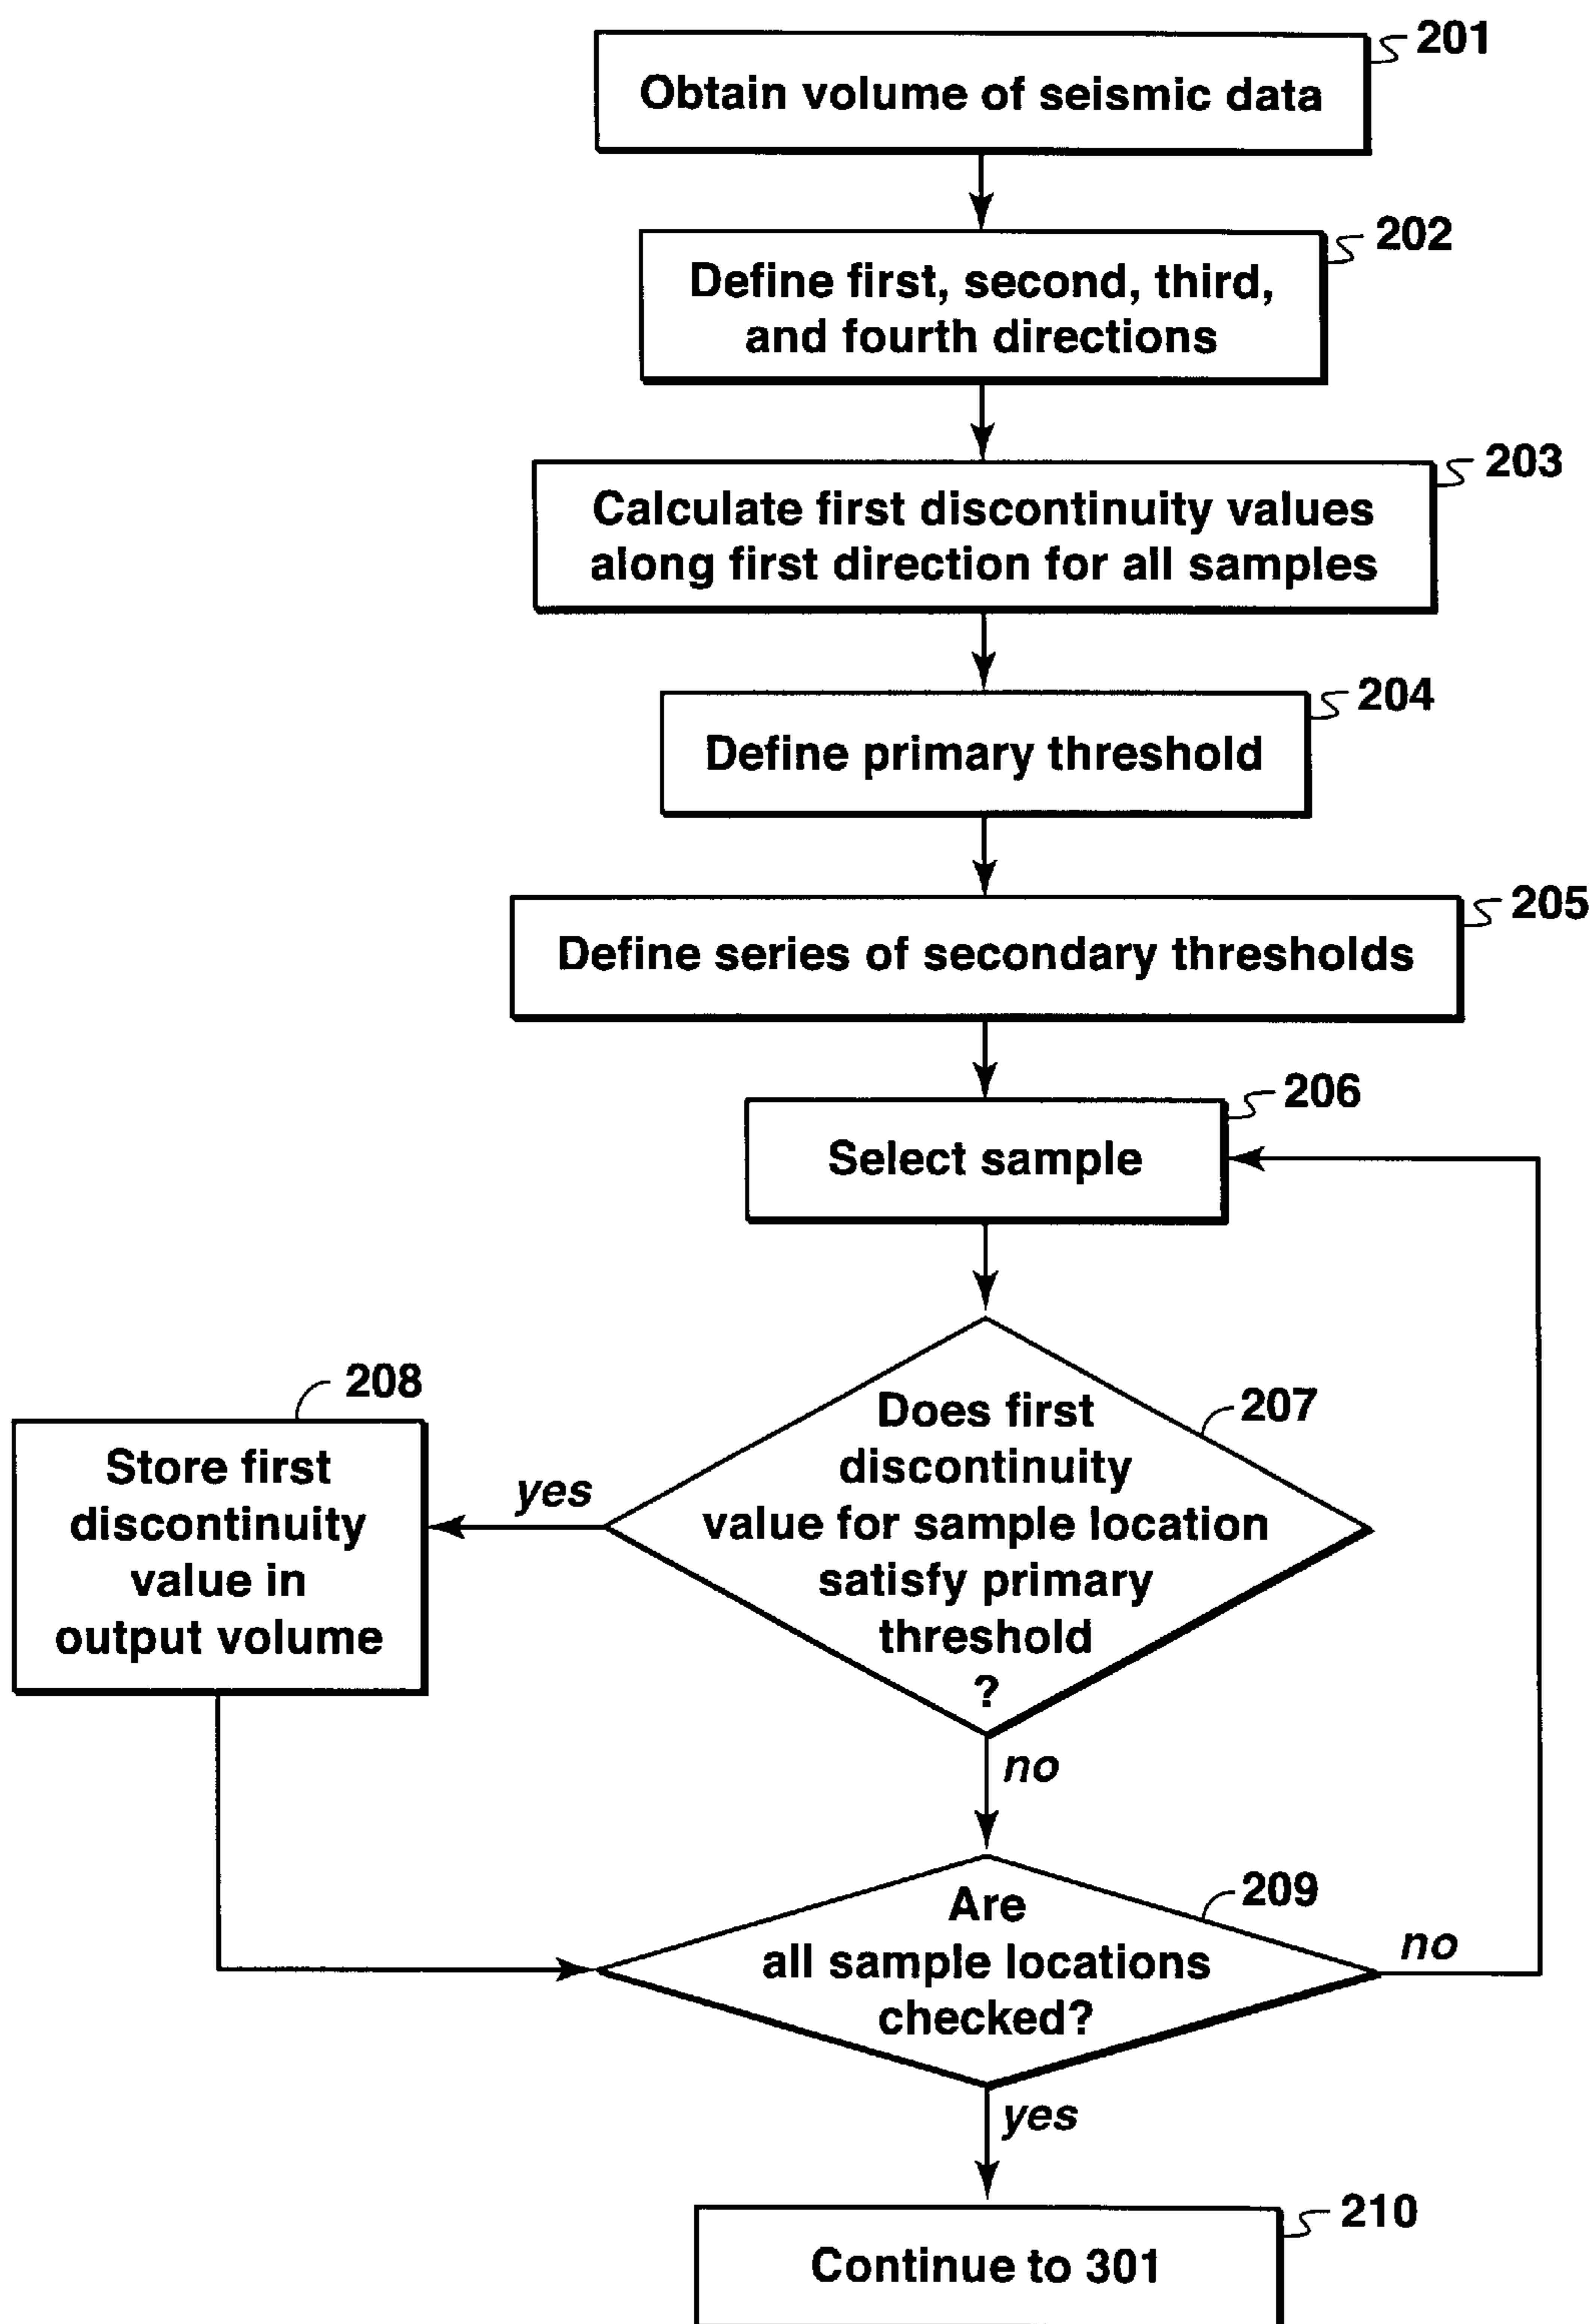 201
Obtain volume of seismic data
202
Define first, second, third,
and fourth directions
203
Calculate first discontinuity values
along first direction for all samples
204
Define primary threshold
205
Define series of secondary thresholds
206
Select sample
207
Does first
discontinuity
value for sample location
satisfy primary
threshold
?
yes
208
Store first
discontinuity
value in
output volume
no
209
Are
all sample locations
checked?
no
yes
210
Continue to 301